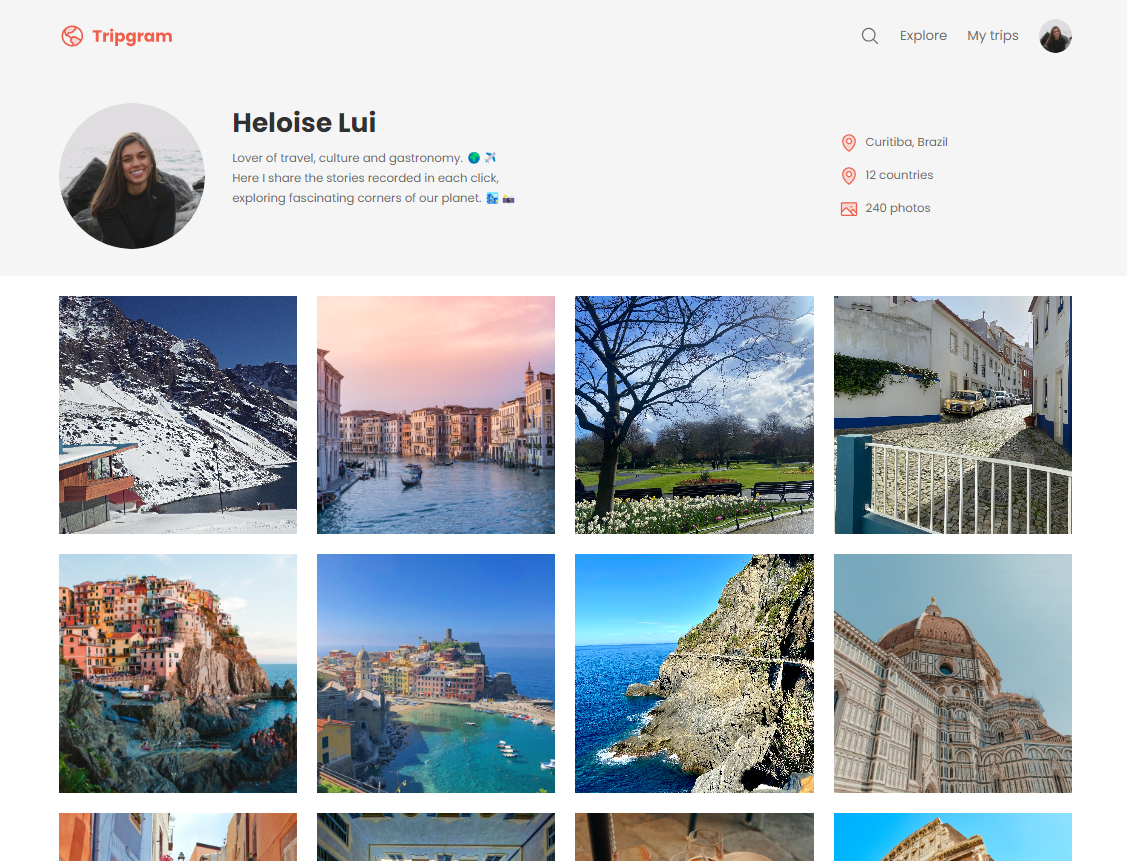 Tripgram
Explore
My trips
Heloise Lui
Lover of travel, culture and gastronomy. 🌍 ✈️
Here I share the stories recorded in each click,
exploring fascinating corners of our planet. 🏞️ 📸
Curitiba, Brazil
12 countries
240 photos